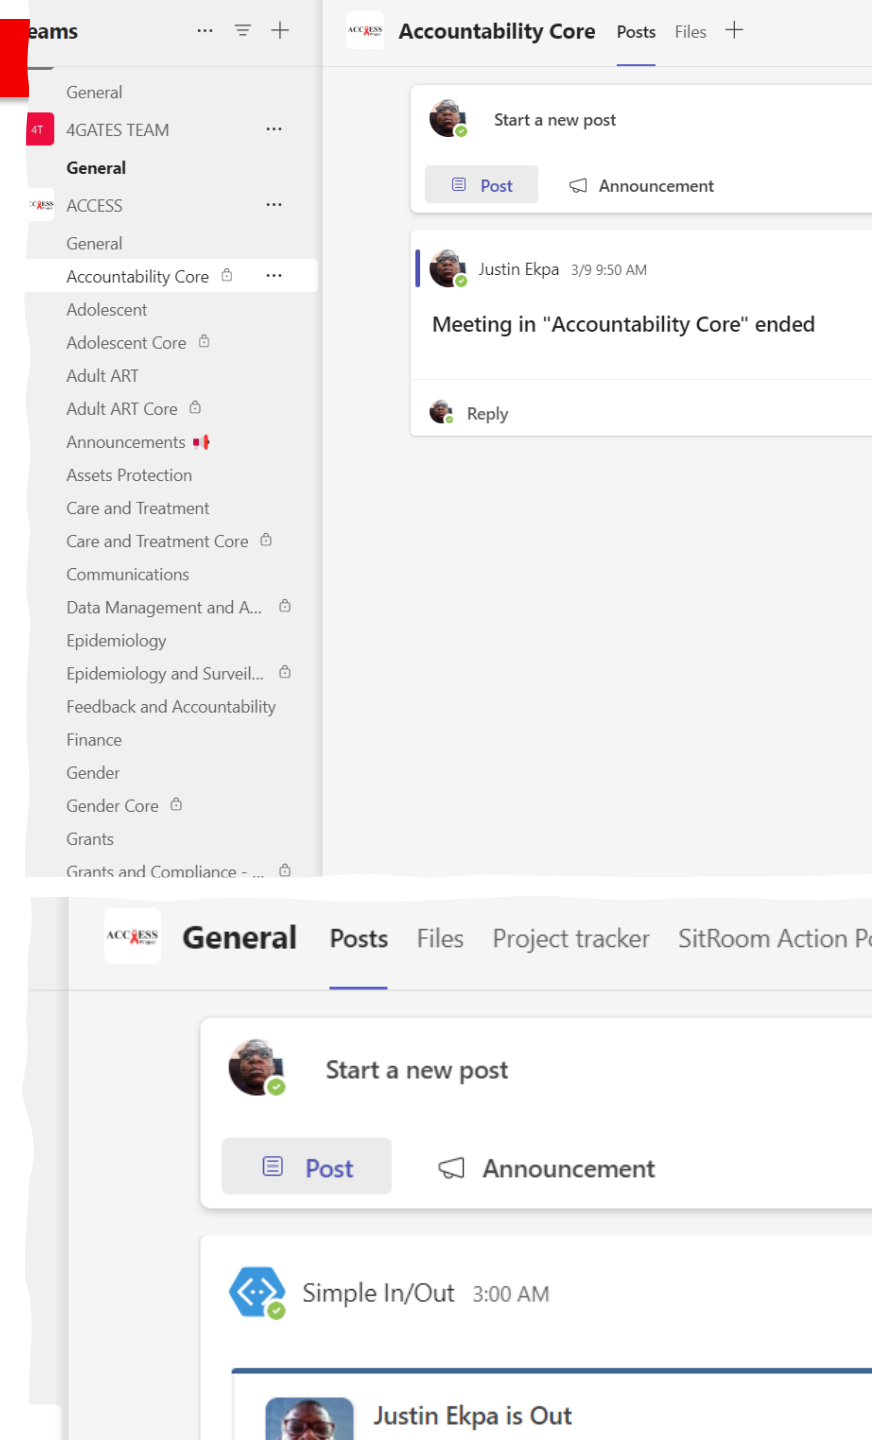 eams
General
4T 4GATES TEAM
General
ACCESS
General
Accountability Core
Adolescent
Adolescent Core
Adult ART
Adult ART Core
Announcements
Assets Protection
Care and Treatment
Care and Treatment Core
Communications
Data Management and A...
Epidemiology
Epidemiology and Surveil...
Feedback and Accountability
Finance
Gender
Gender Core
Grants
Grants and Compliance - ...
ACCESS Accountability Core Posts Files
Start a new post
Post Announcement
Justin Ekpa 3/9 9:50 AM
Meeting in "Accountability Core" ended
Reply
ACCESS General Posts Files Project tracker SitRoom Action Po
Project
Start a new post
Post Announcement
Simple In/Out 3:00 AM
Justin Ekpa is Out